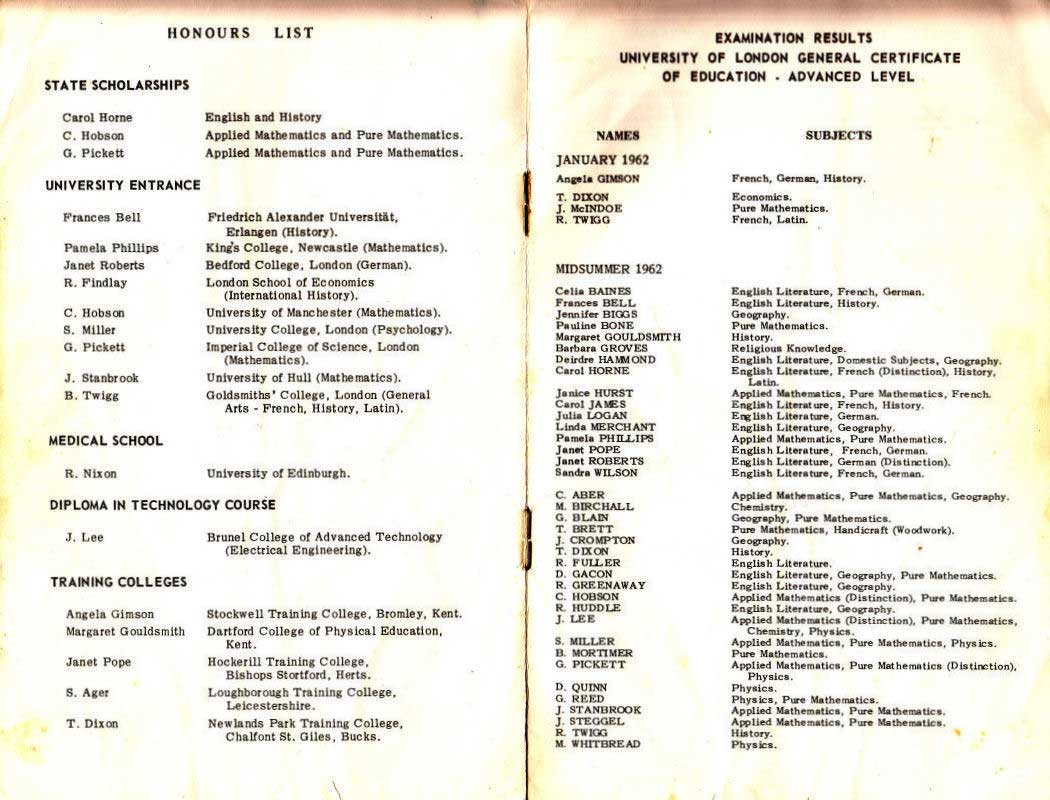 HONOURS LIST
STATE SCHOLARSHIPS
Carol Horne English and History
C. Hobson Applied Mathematics and Pure Mathematics.
G. Pickett Applied Mathematics and Pure Mathematics.
UNIVERSITY ENTRANCE
Frances Bell Friedrich Alexander Universität,
Erlangen (History).
Pamela Phillips King's College, Newcastle (Mathematics).
Janet Roberts Bedford College, London (German).
R. Findlay London School of Economics
(International History).
C. Hobson University of Manchester (Mathematics).
S. Miller University College, London (Psychology).
G. Pickett Imperial College of Science, London
(Mathematics).
J. Stanbrook University of Hull (Mathematics).
B. Twigg Goldsmiths' College, London (General
Arts - French, History, Latin).
MEDICAL SCHOOL
R. Nixon University of Edinburgh.
DIPLOMA IN TECHNOLOGY COURSE
J. Lee Brunel College of Advanced Technology
(Electrical Engineering).
TRAINING COLLEGES
Angela Gimson Stockwell Training College, Bromley, Kent.
Margaret Gouldsmith Dartford College of Physical Education,
Kent.
Janet Pope Hockerill Training College,
Bishops Stortford, Herts.
S. Ager Loughborough Training College,
Leicestershire.
T. Dixon Newlands Park Training College,
Chalfont St. Giles, Bucks.
EXAMINATION RESULTS
UNIVERSITY OF LONDON GENERAL CERTIFICATE
OF EDUCATION - ADVANCED LEVEL
NAMES SUBJECTS
JANUARY 1962
Angela GIMSON French, German, History.
T. DIXON Economics.
J. McINDOE Pure Mathematics.
R. TWIGG French, Latin.
MIDSUMMER 1962
Celia BAINES English Literature, French, German.
Frances BELL English Literature, History.
Jennifer BIGGS Geography.
Pauline BONE Pure Mathematics.
Margaret GOULDSMITH History.
Barbara GROVES Religious Knowledge.
Deirdre HAMMOND English Literature, Domestic Subjects, Geography.
Carol HORNE English Literature, French (Distinction), History,
Latin.
Janice HURST Applied Mathematics, Pure Mathematics, French.
Carol JAMES English Literature, French, History.
Julia LOGAN English Literature, German.
Linda MERCHANT English Literature, Geography.
Pamela PHILLIPS Applied Mathematics, Pure Mathematics.
Janet POPE English Literature, French, German.
Janet ROBERTS English Literature, German (Distinction).
Sandra WILSON English Literature, French, German.
C. ABER Applied Mathematics, Pure Mathematics, Geography.
M. BIRCHALL Chemistry.
G. BLAIN Geography, Pure Mathematics.
T. BRETT Pure Mathematics, Handicraft (Woodwork).
J. CROMPTON Geography.
T. DIXON History.
R. FULLER English Literature.
D. GACON English Literature, Geography, Pure Mathematics.
R. GREENAWAY English Literature, Geography.
C. HOBSON Applied Mathematics (Distinction), Pure Mathematics.
R. HUDDLE English Literature, Geography.
J. LEE Applied Mathematics (Distinction), Pure Mathematics,
Chemistry, Physics.
S. MILLER Applied Mathematics, Pure Mathematics, Physics.
B. MORTIMER Pure Mathematics.
G. PICKETT Applied Mathematics, Pure Mathematics (Distinction),
Physics.
D. QUINN Physics.
G. REED Physics, Pure Mathematics.
J. STANBROOK Applied Mathematics, Pure Mathematics.
J. STEGGEL Applied Mathematics, Pure Mathematics.
R. TWIGG History.
M. WHITBREAD Physics.